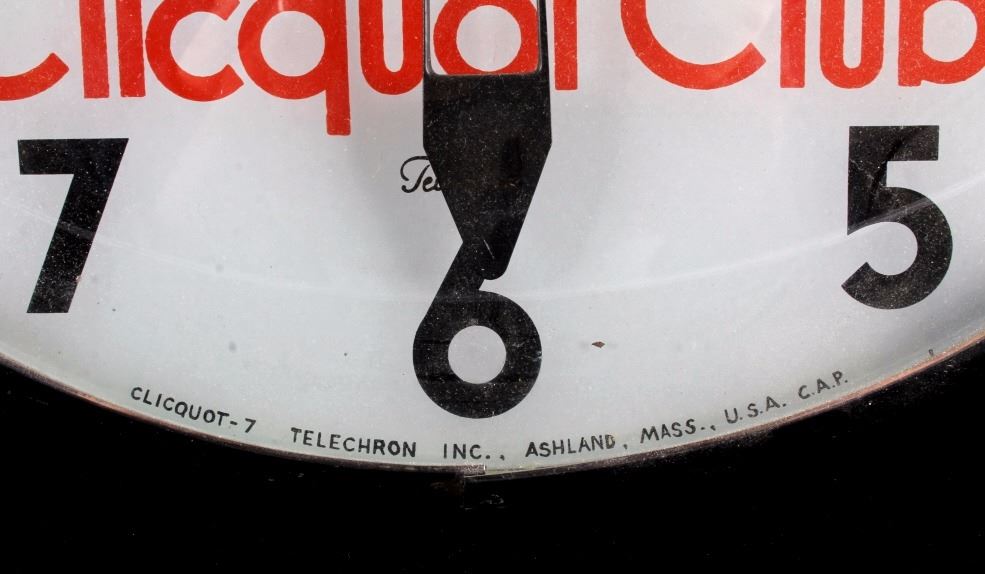 Clicquot Club
7 6 5
CLICQUOT-7 TELECHRON INC., ASHLAND, MASS., U.S.A. C.A.P.